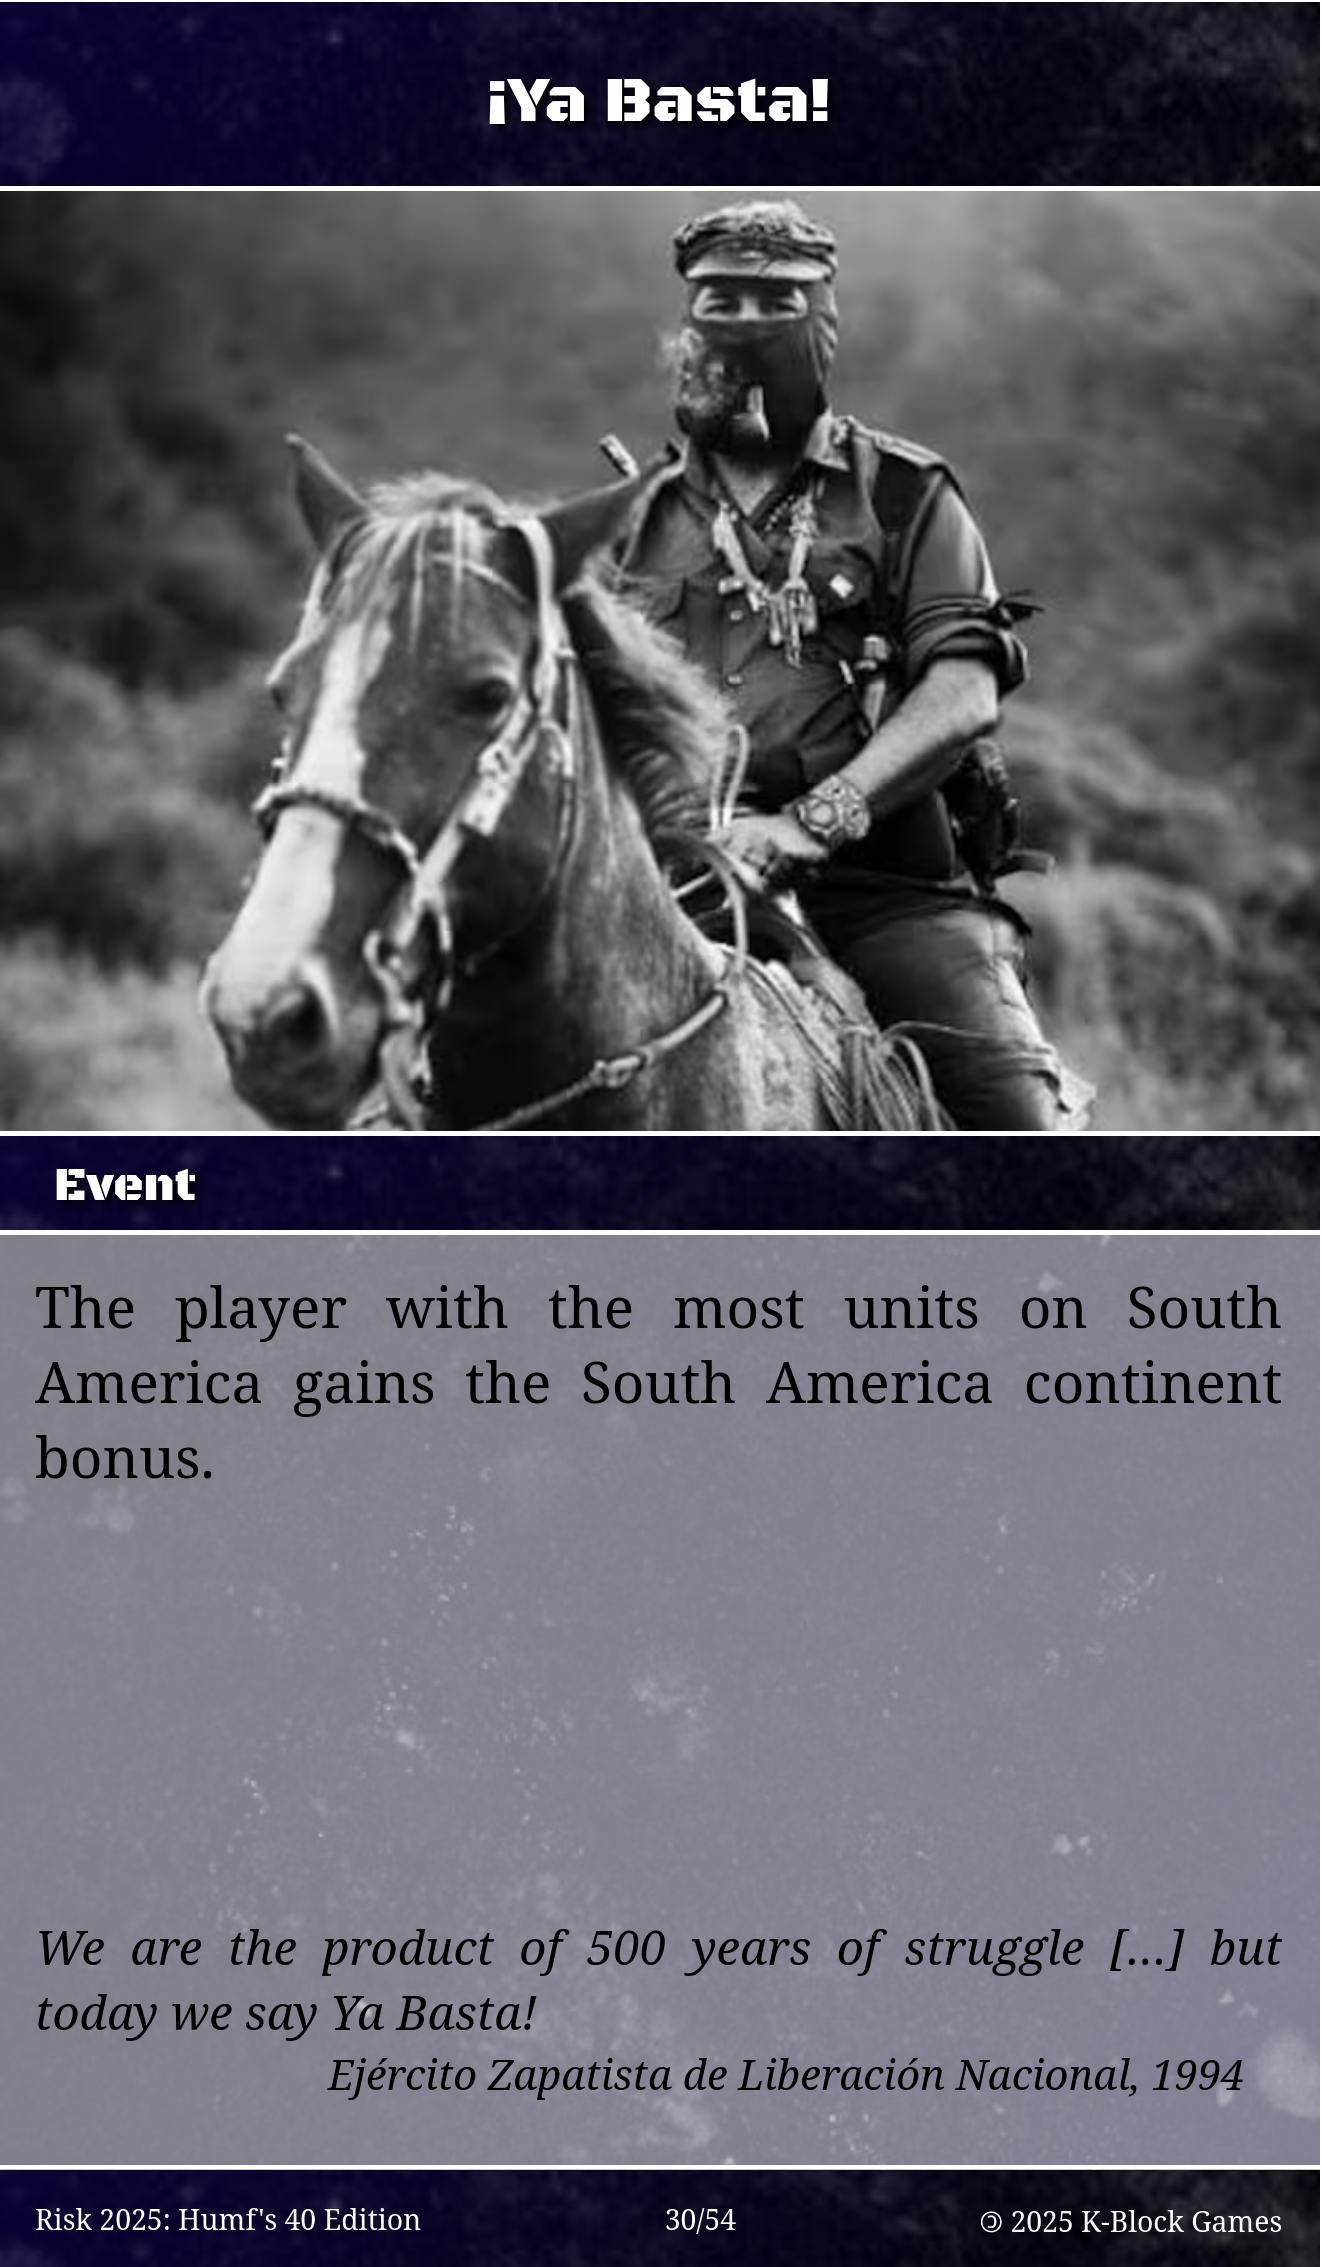 ¡Ya Basta!
Event
The player with the most units on South
America gains the South America continent
bonus.
We are the product of 500 years of struggle [...] but
today we say Ya Basta!
Ejército Zapatista de Liberación Nacional, 1994
Risk 2025: Humf's 40 Edition
30/54
🄯 2025 K-Block Games